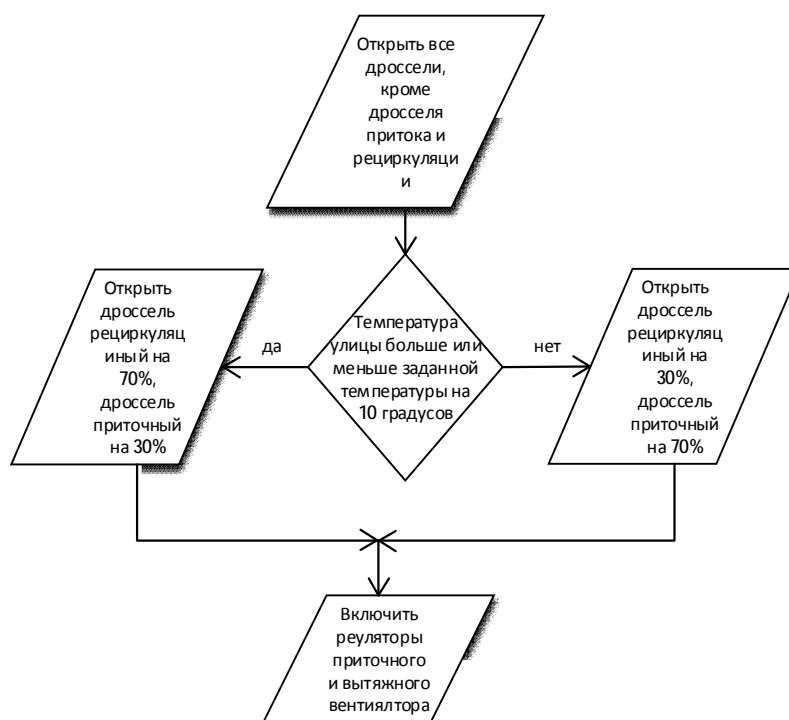 Открыть все
дроссели,
кроме
дросселя
притока и
рециркуляци
и
Открыть
дроссель
рециркуляц
иный на
70%,
дроссель
приточный
на 30%
да
Температура
улицы больше или
меньше заданной
температуры на
10 градусов
нет
Открыть
дроссель
рециркуляц
иный на
30%,
дроссель
приточный
на 70%
Включить
реуляторы
приточного
и вытяжного
вентиялтора